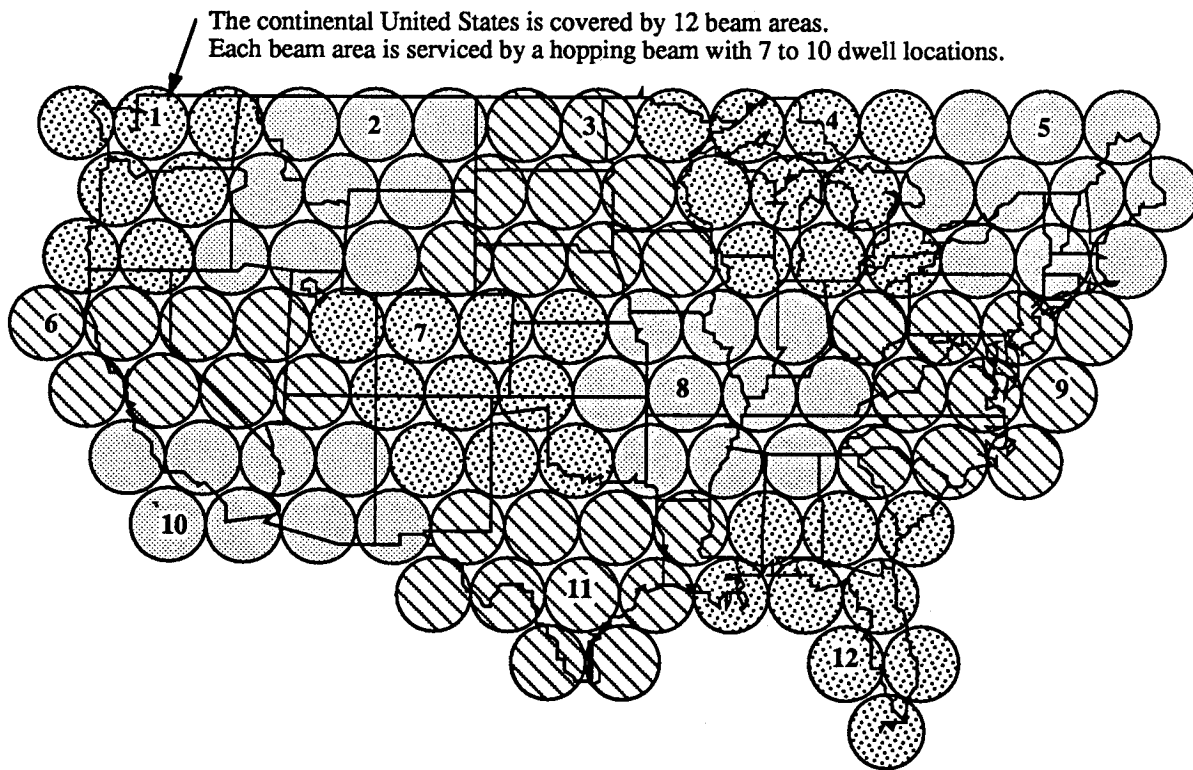 The continental United States is covered by 12 beam areas.
Each beam area is serviced by a hopping beam with 7 to 10 dwell locations.
1 2 3 4 5
6 7
8 9
10
11
12